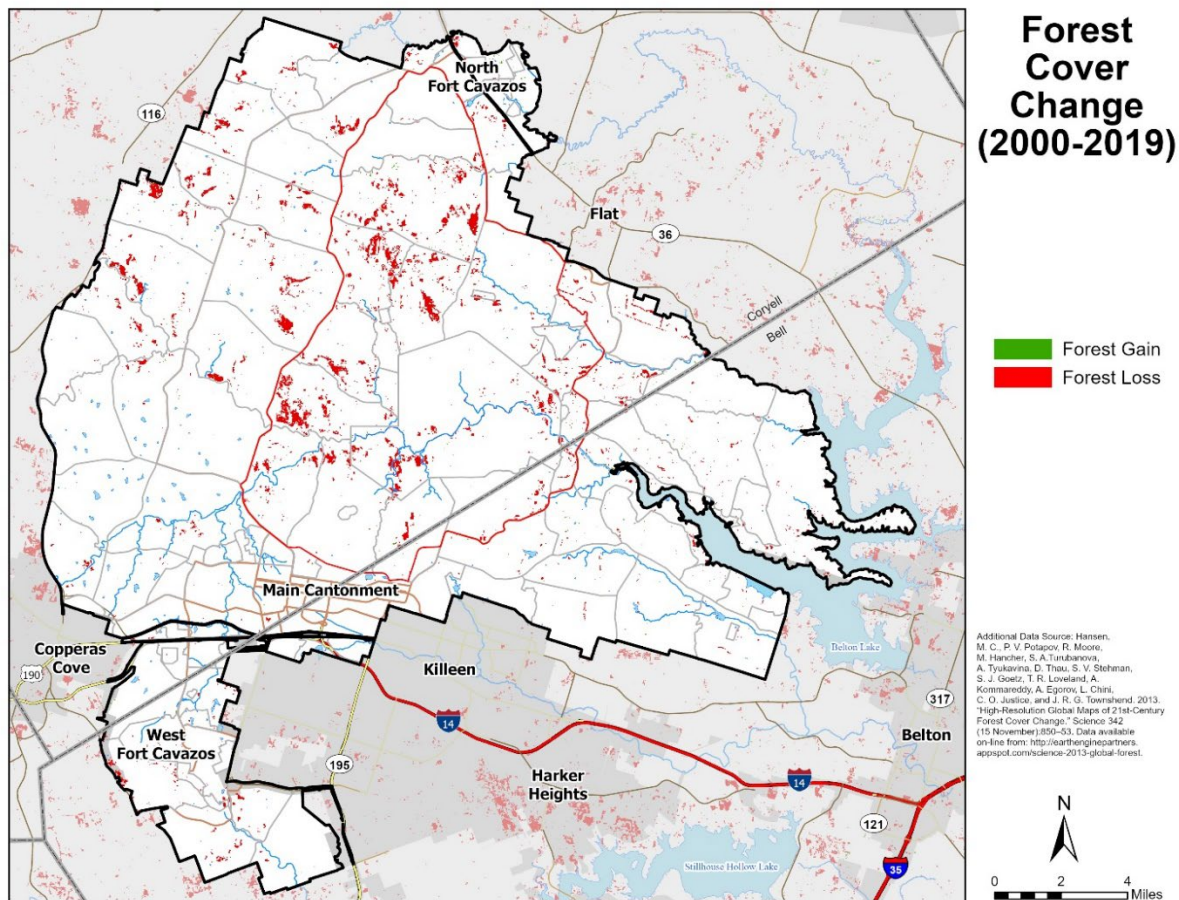 Forest
Cover
Change
(2000-2019)
North
Fort Cavazos
116
Flat
36
Coryell
Bell
Forest Gain
Forest Loss
Main Cantonment
Copperas
Cove
190
Killeen
Belton Lake
317
West
Fort Cavazos
14
Belton
195
Harker
Heights
14
121
Stillhouse Hollow Lake
35
Additional Data Source: Hansen,
M. C., P. V. Potapov, R. Moore,
M. Hancher, S. A.Turubanova,
A. Tyukavina, D. Thau, S. V. Stehman,
S. J. Goetz, T. R. Loveland, A.
Kommareddy, A. Egorov, L. Chini,
C. O. Justice, and J. R. G. Townshend. 2013.
"High-Resolution Global Maps of 21st-Century
Forest Cover Change." Science 342
(15 November):850–53. Data available
on-line from: http://earthenginepartners.
appspot.com/science-2013-global-forest.
N
0 2 4
Miles